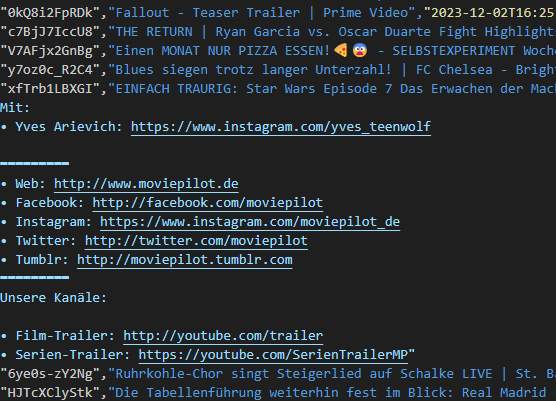 "0kQ8i2FpRDk","Fallout - Teaser Trailer | Prime Video","2023-12-02T16:25
"c7BjJ7IccU8","THE RETURN | Ryan Garcia vs. Oscar Duarte Fight Highlight
"V7AFjx2GnBg","Einen MONAT NUR PIZZA ESSEN!🍕😨 - SELBSTEXPERIMENT Woch
"y7oz0c_R2C4","Blues siegen trotz langer Unterzahl! | FC Chelsea - Brigh
"xfTrb1LBXGI","EINFACH TRAURIG: Star Wars Episode 7 Das Erwachen der Mac
Mit:
• Yves Arievich: https://www.instagram.com/yves_teenwolf
=========
• Web: http://www.moviepilot.de
• Facebook: http://facebook.com/moviepilot
• Instagram: https://www.instagram.com/moviepilot_de
• Twitter: http://twitter.com/moviepilot
• Tumblr: http://moviepilot.tumblr.com
=========
Unsere Kanäle:
• Film-Trailer: http://youtube.com/trailer
• Serien-Trailer: https://youtube.com/SerienTrailerMP"
"6ye0s-zY2Ng","Ruhrkohle-Chor singt Steigerlied auf Schalke LIVE | St. Ba
"HJTcXClyStk","Die Tabellenführung weiterhin fest im Blick: Real Madrid